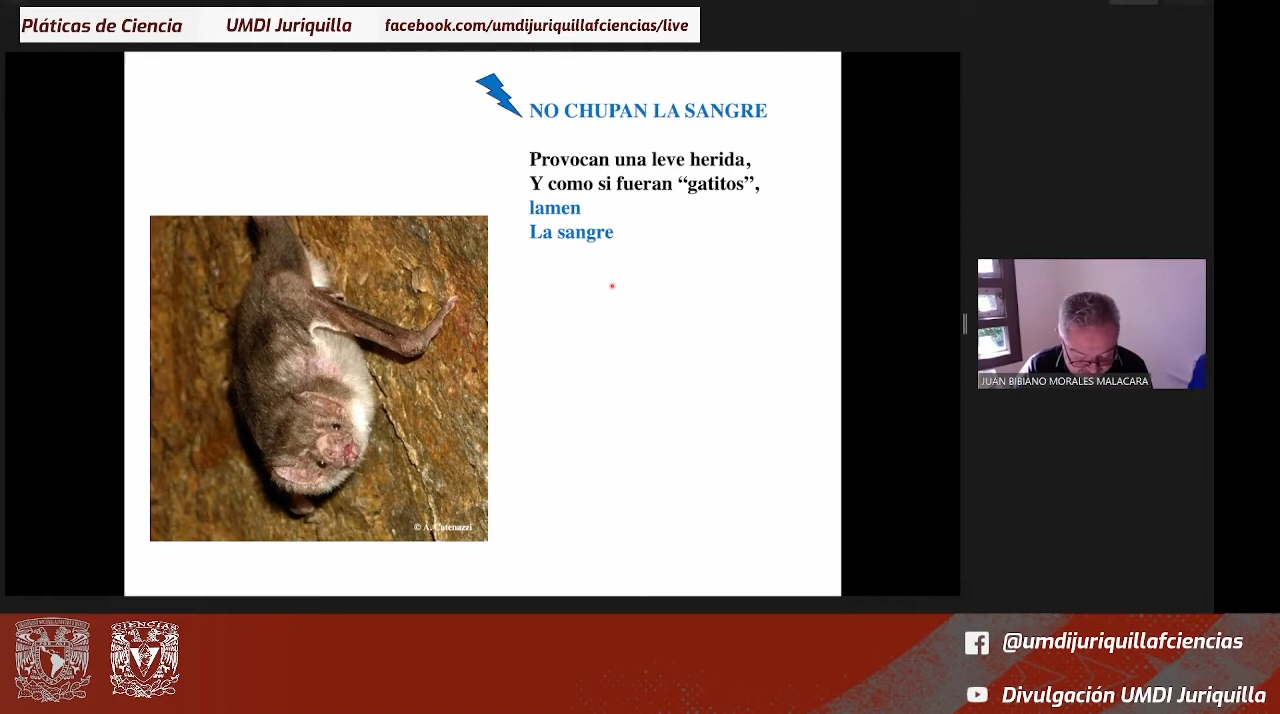 Pláticas de Ciencia UMDI Juriquilla facebook.com/umdijuriquillafciencias/live
NO CHUPAN LA SANGRE
Provocan una leve herida,
Y como si fueran “gatitos”,
lamen
La sangre
© A. Catenazzi
JUAN BIBIANO MORALES MALACARA
CIENCIAS
@umdijuriquillafciencias
Divulgación UMDI Juriquilla